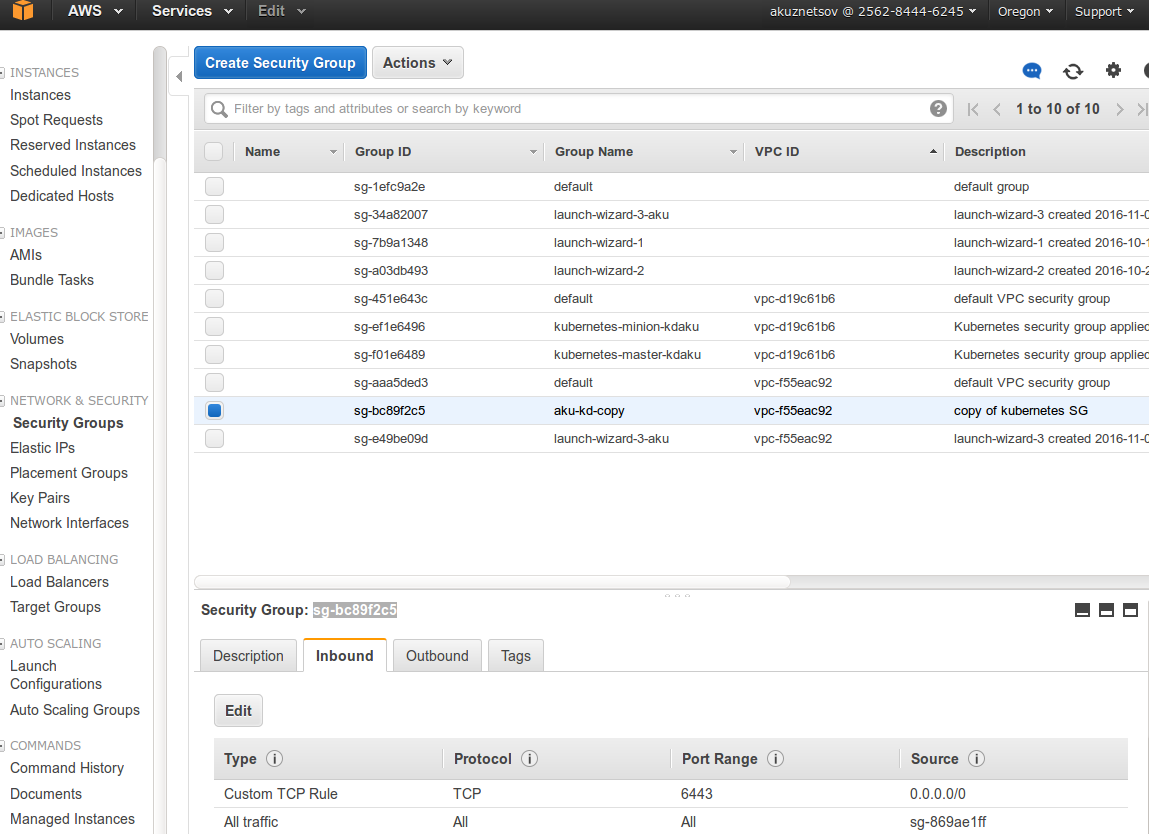 AWS Services Edit akuznetsov @ 2562-8444-6245 Oregon Support
INSTANCES
Instances
Spot Requests
Reserved Instances
Scheduled Instances
Dedicated Hosts
IMAGES
AMIs
Bundle Tasks
ELASTIC BLOCK STORE
Volumes
Snapshots
NETWORK & SECURITY
Security Groups
Elastic IPs
Placement Groups
Key Pairs
Network Interfaces
LOAD BALANCING
Load Balancers
Target Groups
AUTO SCALING
Launch
Configurations
Auto Scaling Groups
COMMANDS
Command History
Documents
Managed Instances
Create Security Group Actions
Filter by tags and attributes or search by keyword 1 to 10 of 10
Name Group ID Group Name VPC ID Description
sg-1efc9a2e default default group
sg-34a82007 launch-wizard-3-aku launch-wizard-3 created 2016-11-0
sg-7b9a1348 launch-wizard-1 launch-wizard-1 created 2016-10-1
sg-a03db493 launch-wizard-2 launch-wizard-2 created 2016-10-2
sg-451e643c default vpc-d19c61b6 default VPC security group
sg-ef1e6496 kubernetes-minion-kdaku vpc-d19c61b6 Kubernetes security group applied
sg-f01e6489 kubernetes-master-kdaku vpc-d19c61b6 Kubernetes security group applied
sg-aaa5ded3 default vpc-f55eac92 default VPC security group
sg-bc89f2c5 aku-kd-copy vpc-f55eac92 copy of kubernetes SG
sg-e49be09d launch-wizard-3-aku vpc-f55eac92 launch-wizard-3 created 2016-11-0
Security Group: sg-bc89f2c5
Description Inbound Outbound Tags
Edit
Type Protocol Port Range Source
Custom TCP Rule TCP 6443 0.0.0.0/0
All traffic All All sg-869ae1ff